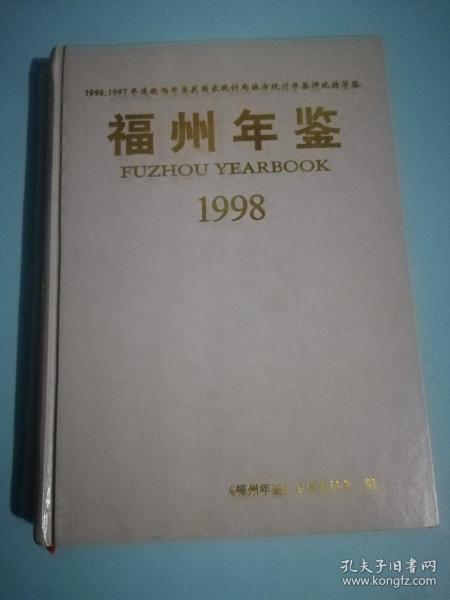 1996、1997年连续两年荣获国家统计局地方统计年鉴评比特等奖
福州年鉴
FUZHOU YEARBOOK
1998
《福州年鉴》
孔夫子旧书网
www.kongfz.com